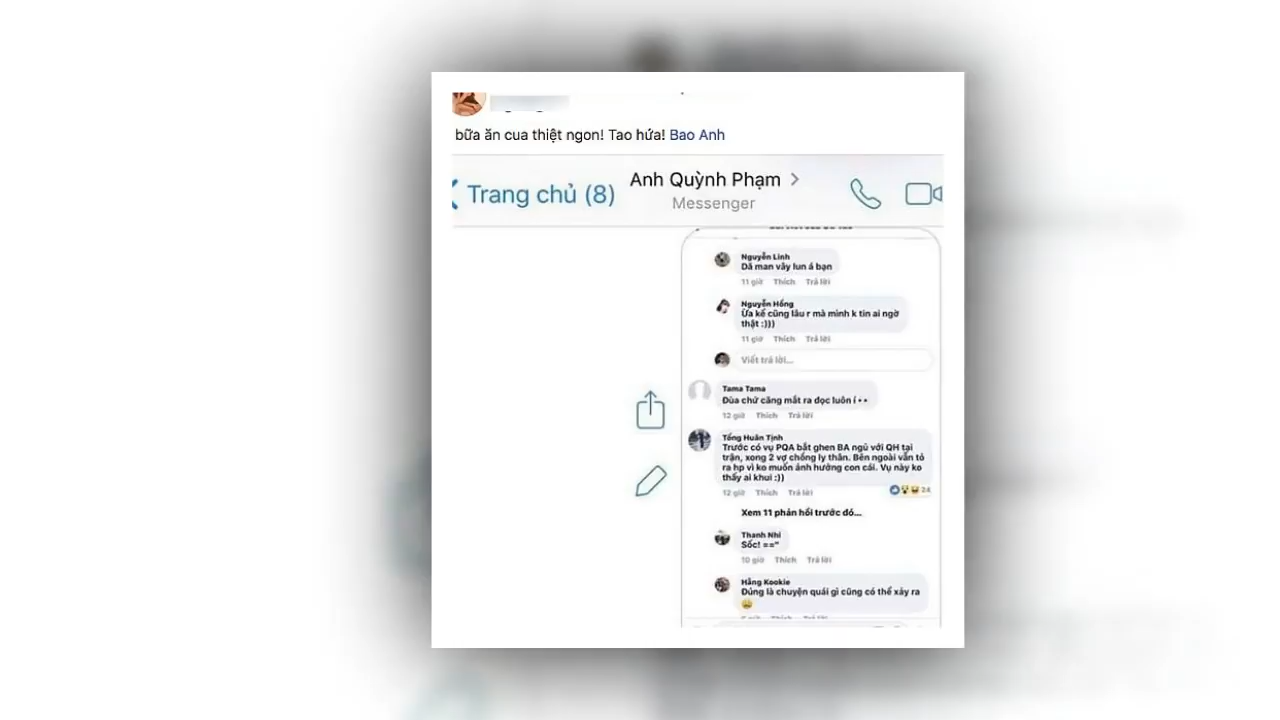 bữa ăn cua thiệt ngon! Tao hứa! Bao Anh
Trang chủ (8)
Anh Quỳnh Phạm
Messenger
Nguyễn Linh
Dã man vây lun á bạn
11 giờ Thích Trả lời
Nguyễn Hồng
Ừa kể cũng lâu r mà mình k tin ai ngờ
thật :)))
11 giờ Thích Trả lời
Viết trả lời...
Tama Tama
Đùa chứ căng mắt ra đọc luôn í
12 giờ Thích Trả lời
Tống Huân Tịnh
Trước có vụ PQA bắt ghen BA ngủ với QH tại
trận, xong 2 vợ chồng ly thân. Bên ngoài vẫn tỏ
ra hp vì ko muốn ảnh hưởng con cái. Vụ này ko
thấy ai khui :))
12 giờ Thích Trả lời
24
Xem 11 phản hồi trước đó...
Thanh Nhi
Sốc! =="
10 giờ Thích Trả lời
Hằng Kookie
Đúng là chuyện quái gì cũng có thể xảy ra